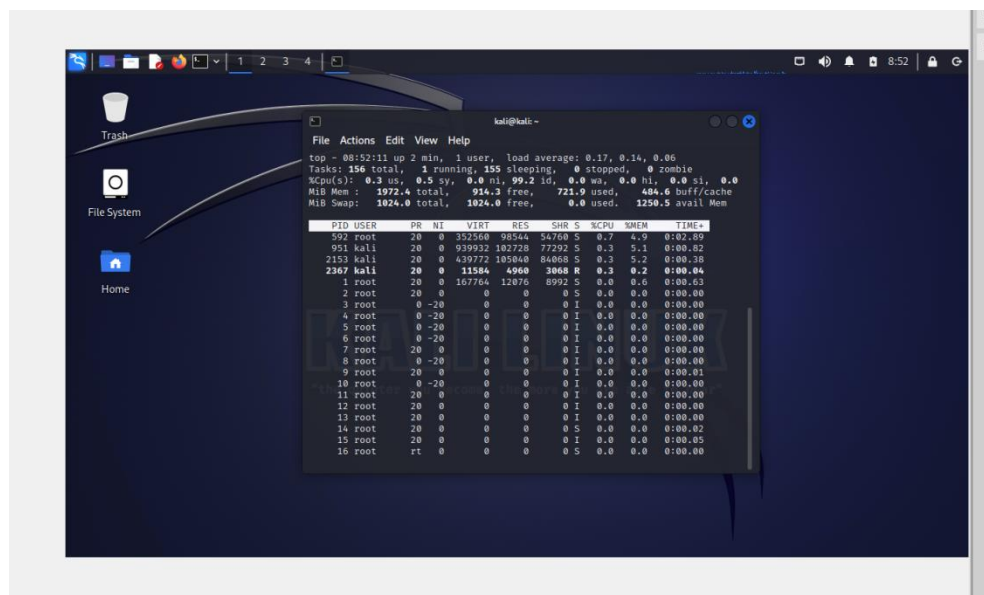 1 2 3 4
8:52
Trash
File System
Home
kali@kali: ~
File Actions Edit View Help
top - 08:52:11 up 2 min, 1 user, load average: 0.17, 0.14, 0.06
Tasks: 156 total, 1 running, 155 sleeping, 0 stopped, 0 zombie
%Cpu(s): 0.3 us, 0.5 sy, 0.0 ni, 99.2 id, 0.0 wa, 0.0 hi, 0.0 si, 0.0
MiB Mem : 1972.4 total, 914.3 free, 721.9 used, 484.6 buff/cache
MiB Swap: 1024.0 total, 1024.0 free, 0.0 used. 1250.5 avail Mem
PID USER PR NI VIRT RES SHR S %CPU %MEM TIME+
592 root 20 0 352560 98544 54760 S 0.7 4.9 0:02.89
951 kali 20 0 939932 102728 77292 S 0.3 5.1 0:00.82
2153 kali 20 0 439772 105040 84068 S 0.3 5.2 0:00.38
2367 kali 20 0 11584 4960 3068 R 0.3 0.2 0:00.04
1 root 20 0 167764 12076 8992 S 0.0 0.6 0:00.63
2 root 20 0 0 0 0 S 0.0 0.0 0:00.00
3 root 0 -20 0 0 0 I 0.0 0.0 0:00.00
4 root 0 -20 0 0 0 I 0.0 0.0 0:00.00
5 root 0 -20 0 0 0 I 0.0 0.0 0:00.00
6 root 0 -20 0 0 0 I 0.0 0.0 0:00.00
7 root 20 0 0 0 0 I 0.0 0.0 0:00.00
8 root 0 -20 0 0 0 I 0.0 0.0 0:00.00
9 root 20 0 0 0 0 I 0.0 0.0 0:00.01
10 root 0 -20 0 0 0 I 0.0 0.0 0:00.00
11 root 20 0 0 0 0 I 0.0 0.0 0:00.00
12 root 20 0 0 0 0 I 0.0 0.0 0:00.00
13 root 20 0 0 0 0 I 0.0 0.0 0:00.00
14 root 20 0 0 0 0 S 0.0 0.0 0:00.02
15 root 20 0 0 0 0 I 0.0 0.0 0:00.05
16 root rt 0 0 0 0 S 0.0 0.0 0:00.00
KALI LINUX